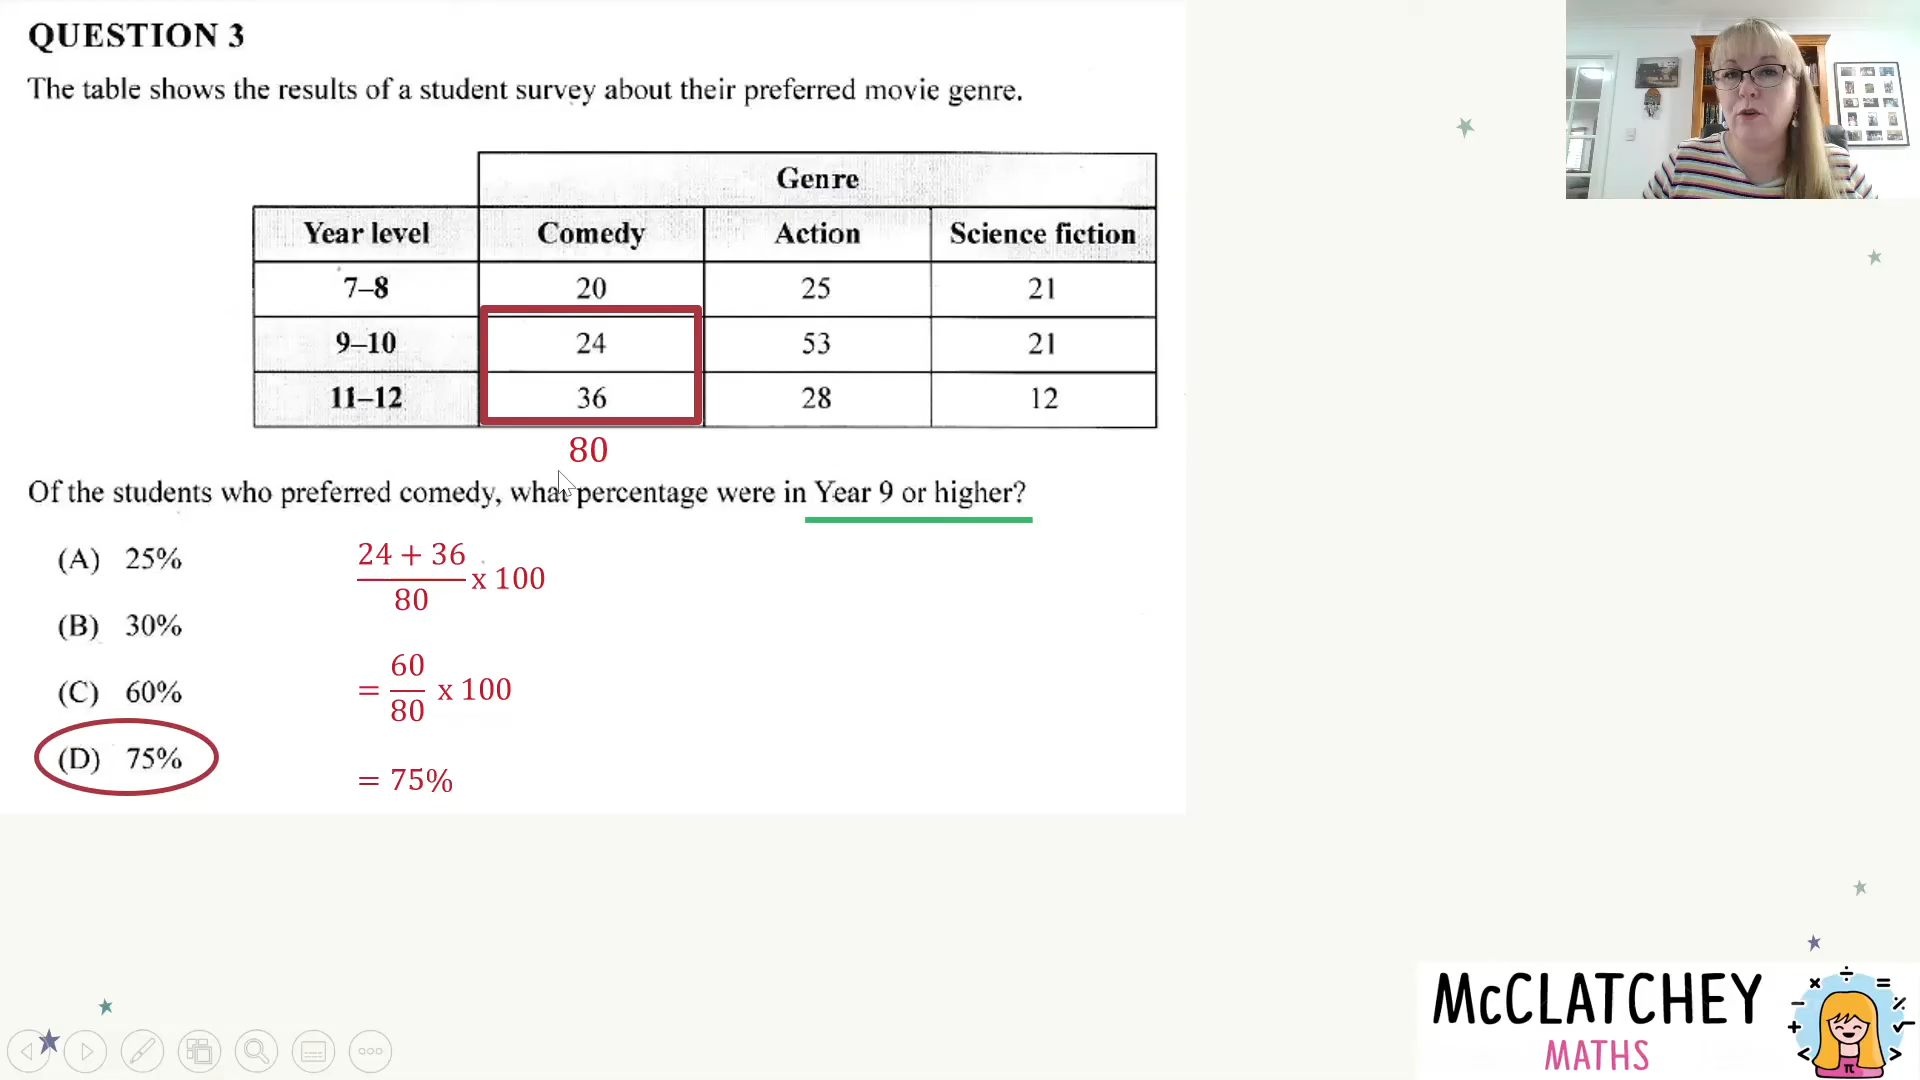 QUESTION 3
The table shows the results of a student survey about their preferred movie genre.
Genre
Year level Comedy Action Science fiction
7–8 20 25 21
9–10 24 53 21
11–12 36 28 12
80
Of the students who preferred comedy, what percentage were in Year 9 or higher?
(A) 25%
(B) 30%
(C) 60%
(D) 75%
24 + 36
80
x 100
= 60
80
x 100
= 75%
McCLATCHEY
MATHS
× ÷ =
− %
+ √
< π >